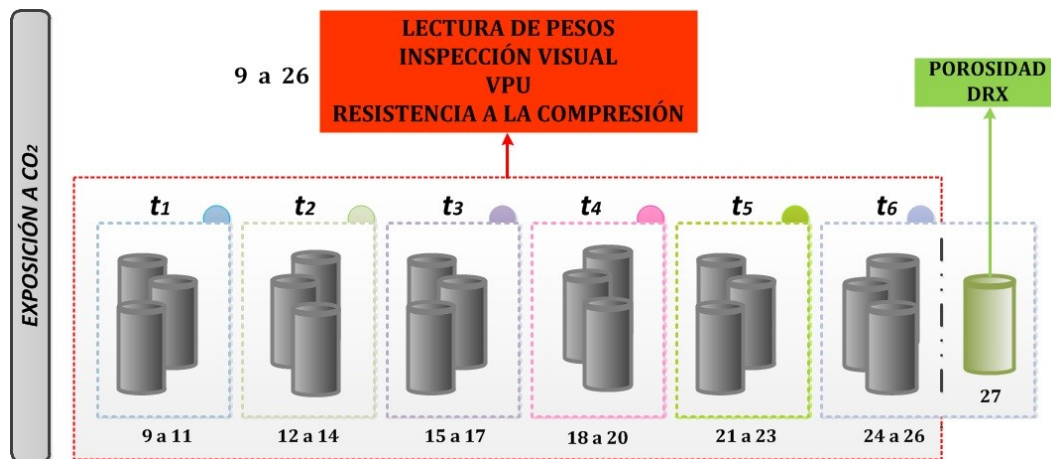 EXPOSICIÓN A CO₂
9 a 26
LECTURA DE PESOS
INSPECCIÓN VISUAL
VPU
RESISTENCIA A LA COMPRESIÓN
POROSIDAD
DRX
t1
t2
t3
t4
t5
t6
27
9 a 11
12 a 14
15 a 17
18 a 20
21 a 23
24 a 26